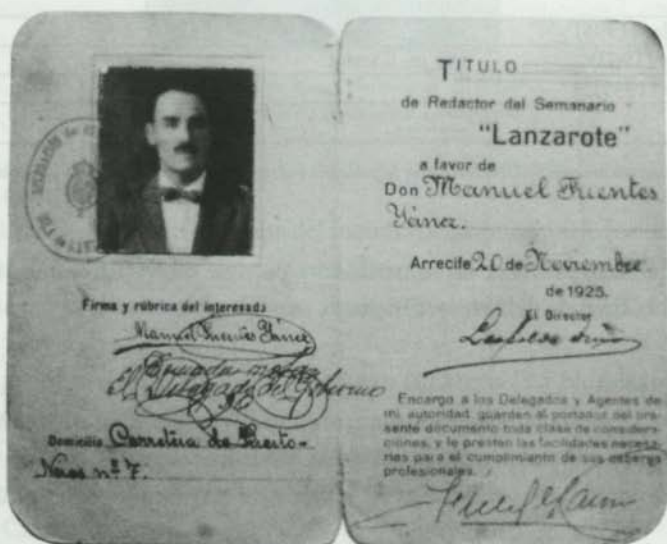 Firma y rúbrica del interesado
Manuel Fuentes Yánez
El Delegado del Gobierno
Domicilio Carretera de Puerto-
Naos nº 7.
TITULO
de Redactor del Semanario
"Lanzarote"
a favor de
Don Manuel Fuentes
Yánez.
Arrecife 20 de Noviembre
de 1925.
El Director
Encargo a los Delegados y Agentes de
mi autoridad, guarden al portador del pre-
sente documento toda clase de considera-
ciones, y le presten las facilidades necesa-
rias para el cumplimiento de sus deberes
profesionales.